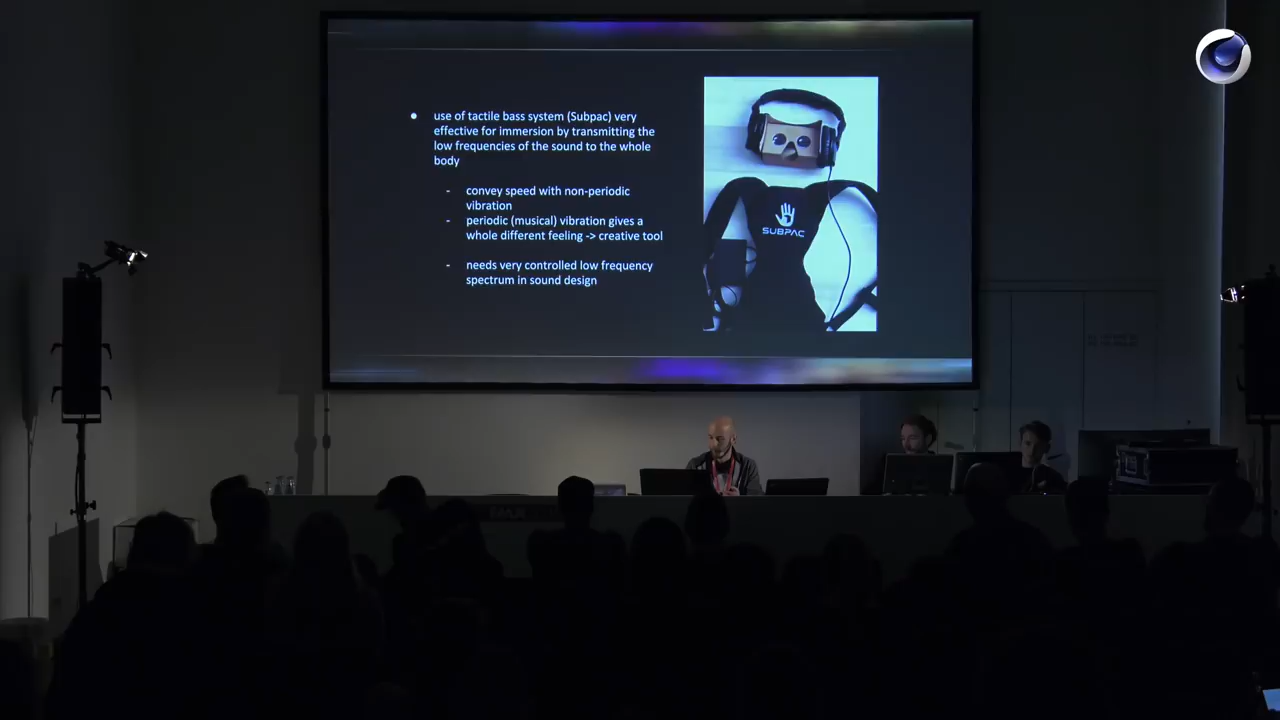 use of tactile bass system (Subpac) very
effective for immersion by transmitting the
low frequencies of the sound to the whole
body
- convey speed with non-periodic
vibration
- periodic (musical) vibration gives a
whole different feeling -> creative tool
- needs very controlled low frequency
spectrum in sound design
SUBPAC